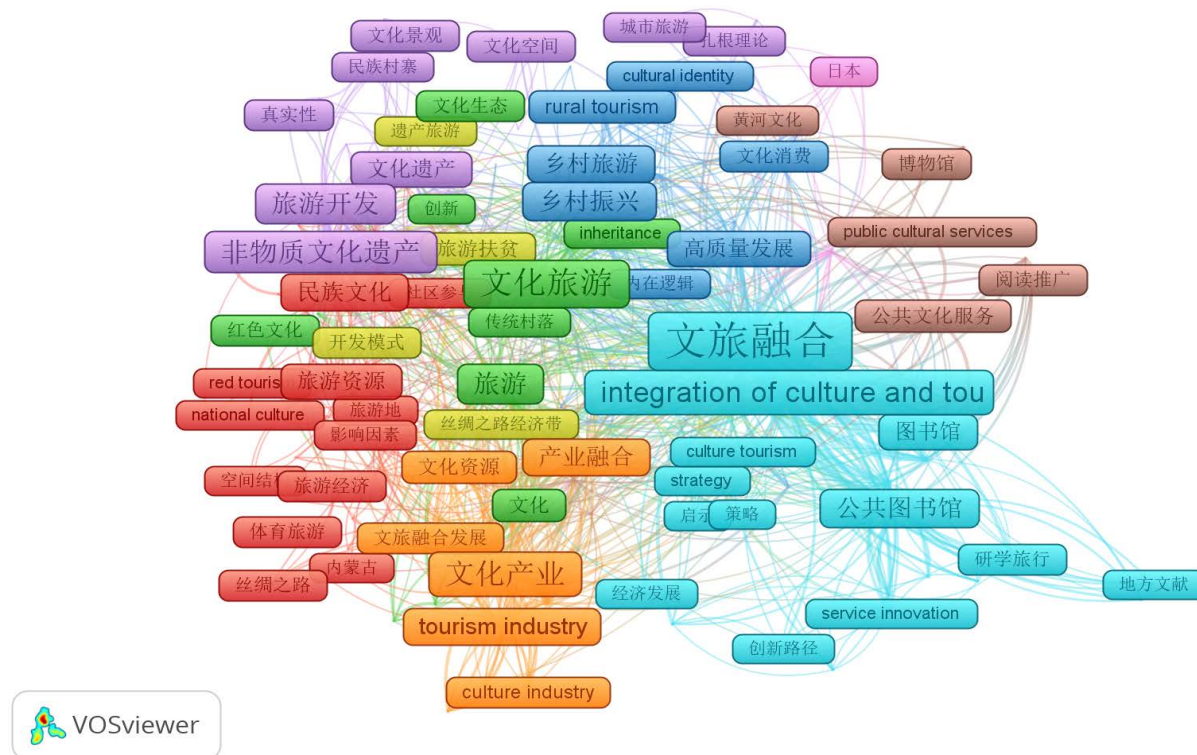 城市旅游
文化景观
文化空间
扎根理论
民族村寨
日本
cultural identity
文化生态
rural tourism
真实性
黄河文化
遗产旅游
文化消费
乡村旅游
博物馆
文化遗产
旅游开发
创新
乡村振兴
inheritance
public cultural services
非物质文化遗产
旅游扶贫
高质量发展
阅读推广
文化旅游
内在逻辑
民族文化
社区参
公共文化服务
传统村落
红色文化
开发模式
文旅融合
red touris
旅游资源
旅游
integration of culture and tou
national culture
旅游地
丝绸之路经济带
图书馆
影响因素
culture tourism
产业融合
文化资源
空间结
旅游经济
strategy
文化
公共图书馆
启示
策略
体育旅游
文旅融合发展
研学旅行
内蒙古
文化产业
丝绸之路
地方文献
经济发展
service innovation
tourism industry
创新路径
culture industry
VOSviewer